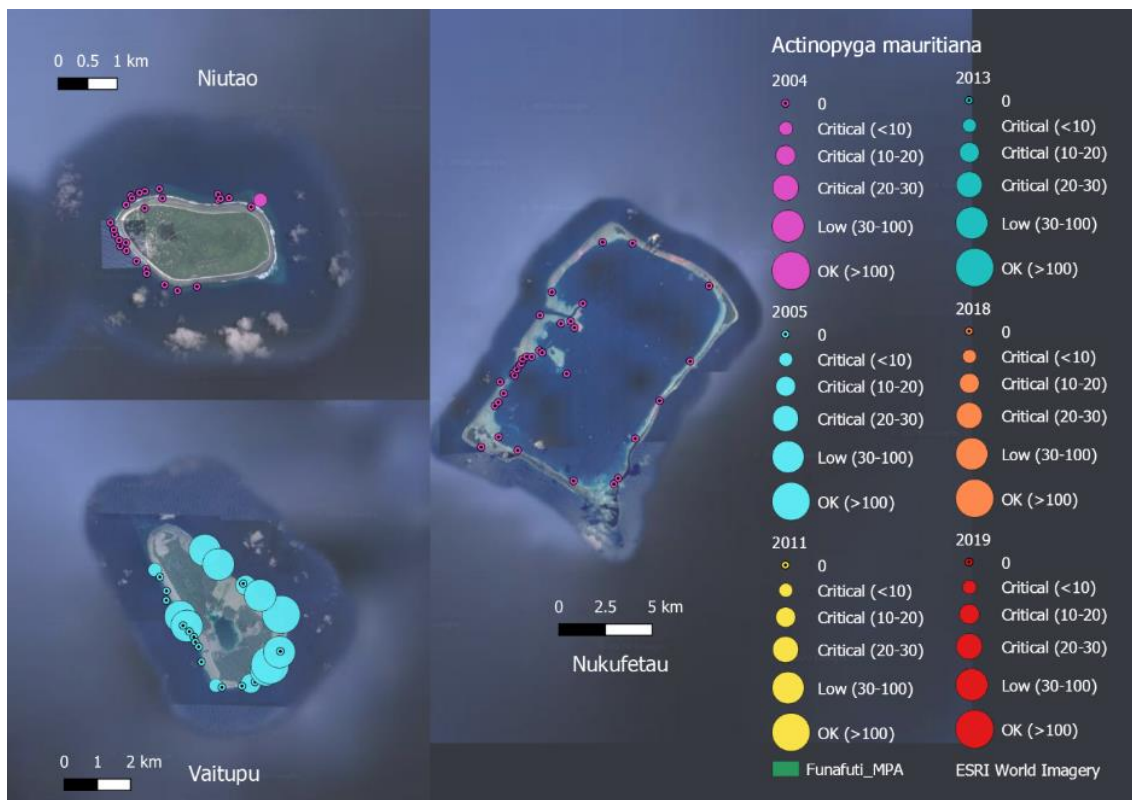 0 0.5 1 km
Niutao
0 1 2 km
Vaitupu
0 2.5 5 km
Nukufetau
Actinopyga mauritiana
2004
0
Critical (<10)
Critical (10-20)
Critical (20-30)
Low (30-100)
OK (>100)
2005
0
Critical (<10)
Critical (10-20)
Critical (20-30)
Low (30-100)
OK (>100)
2011
0
Critical (<10)
Critical (10-20)
Critical (20-30)
Low (30-100)
OK (>100)
Funafuti_MPA
2013
0
Critical (<10)
Critical (10-20)
Critical (20-30)
Low (30-100)
OK (>100)
2018
0
Critical (<10)
Critical (10-20)
Critical (20-30)
Low (30-100)
OK (>100)
2019
0
Critical (<10)
Critical (10-20)
Critical (20-30)
Low (30-100)
OK (>100)
ESRI World Imagery